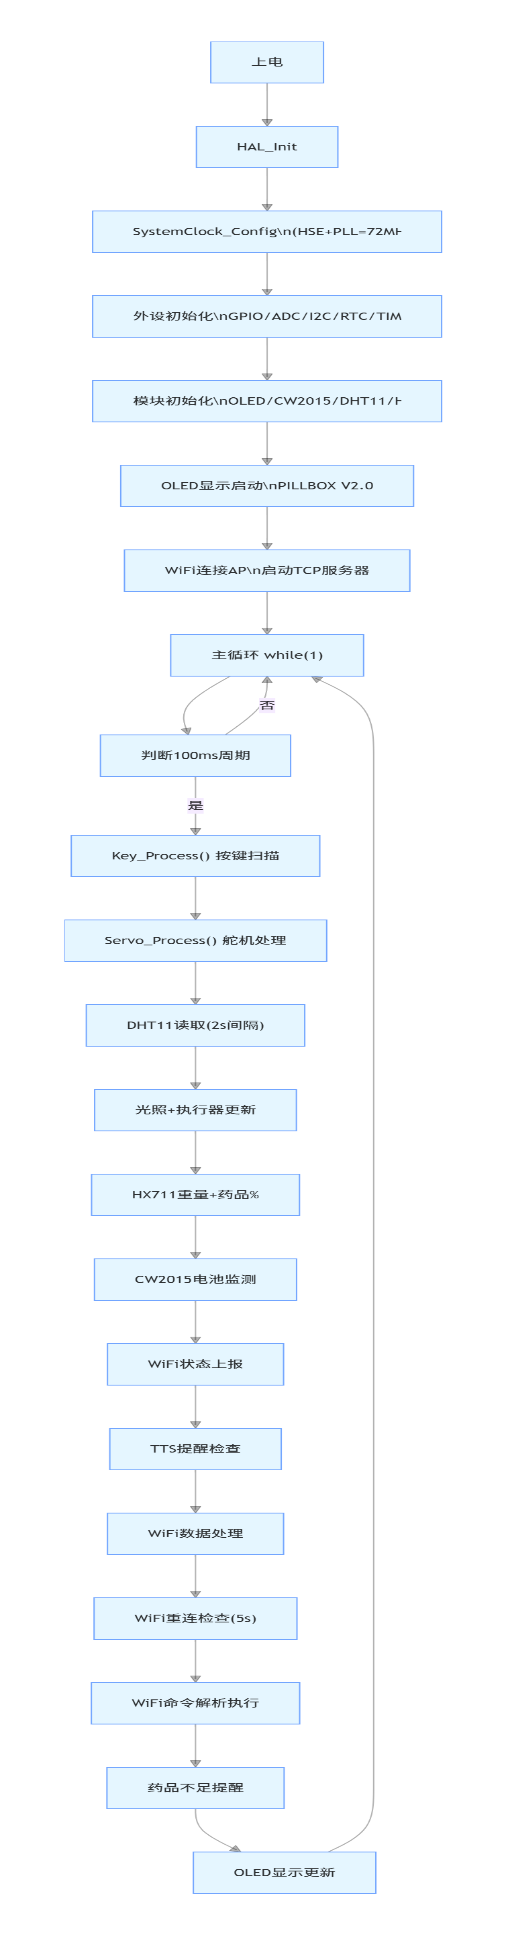 上电
HAL_Init
SystemClock_Config\n(HSE+PLL=72MH
外设初始化\nGPIO/ADC/I2C/RTC/TIM
模块初始化\nOLED/CW2015/DHT11/H
OLED显示启动\nPILLBOX V2.0
WiFi连接AP\n启动TCP服务器
主循环 while(1)
否
判断100ms周期
是
Key_Process() 按键扫描
Servo_Process() 舵机处理
DHT11读取(2s间隔)
光照+执行器更新
HX711重量+药品%
CW2015电池监测
WiFi状态上报
TTS提醒检查
WiFi数据处理
WiFi重连检查(5s)
WiFi命令解析执行
药品不足提醒
OLED显示更新